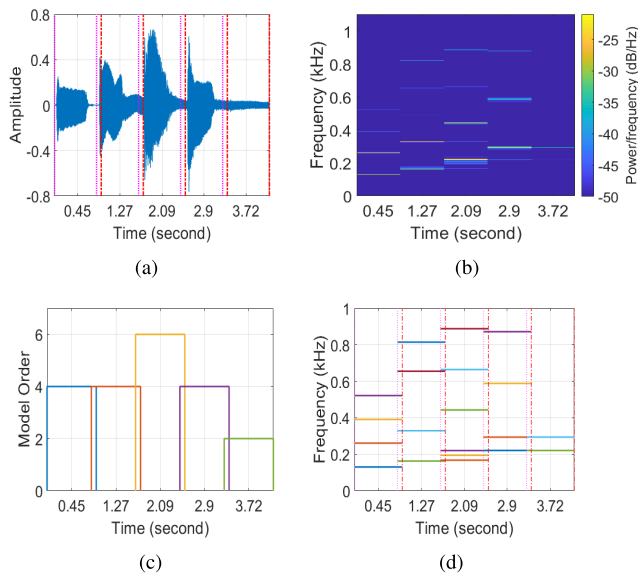 0.8
0.4
0
-0.4
-0.8
Amplitude
0.45 1.27 2.09 2.9 3.72
Time (second)
(a)
1
0.8
0.6
0.4
0.2
0
Frequency (kHz)
0.45 1.27 2.09 2.9 3.72
Time (second)
-25
-30
-35
-40
-45
-50
Power/frequency (dB/Hz)
(b)
6
4
2
0
Model Order
0.45 1.27 2.09 2.9 3.72
Time (second)
(c)
1
0.8
0.6
0.4
0.2
0
Frequency (kHz)
0.45 1.27 2.09 2.9 3.72
Time (second)
(d)